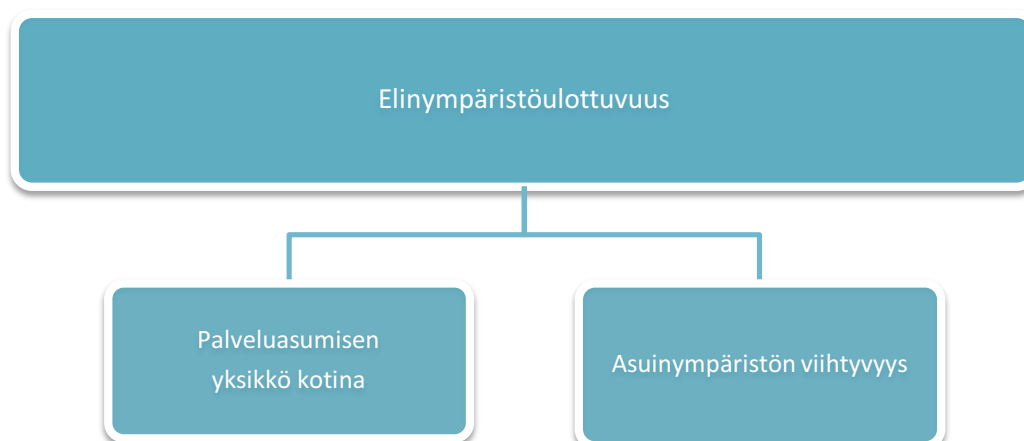 Elinympäristöulottuvuus
Palveluasumisen
yksikkö kotina
Asuinympäristön viihtyvyys